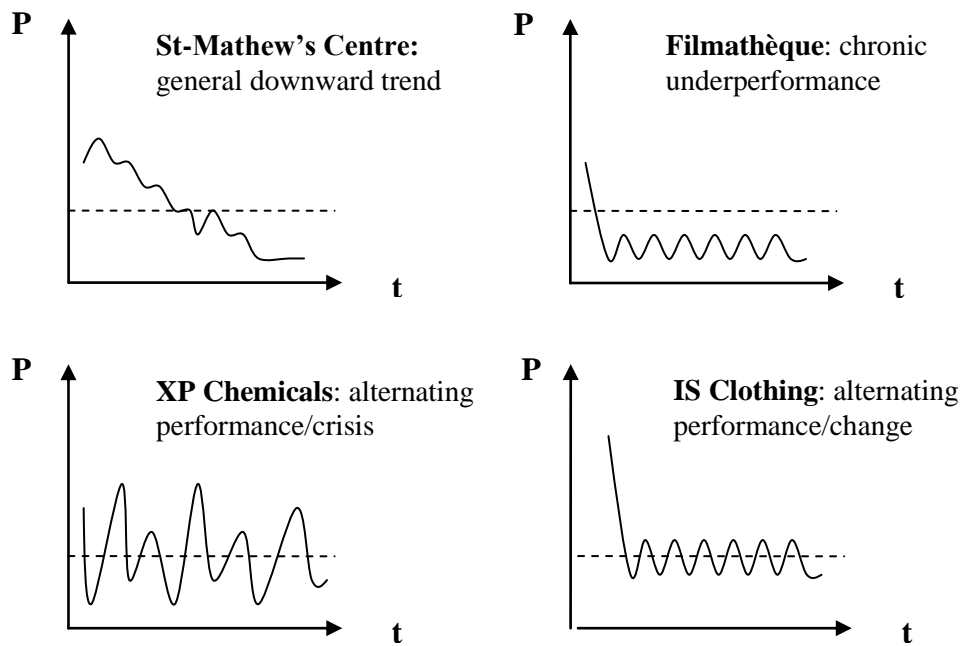 P
St-Mathew’s Centre:
general downward trend
t
P
Filmathèque: chronic
underperformance
t
P
XP Chemicals: alternating
performance/crisis
t
P
IS Clothing: alternating
performance/change
t